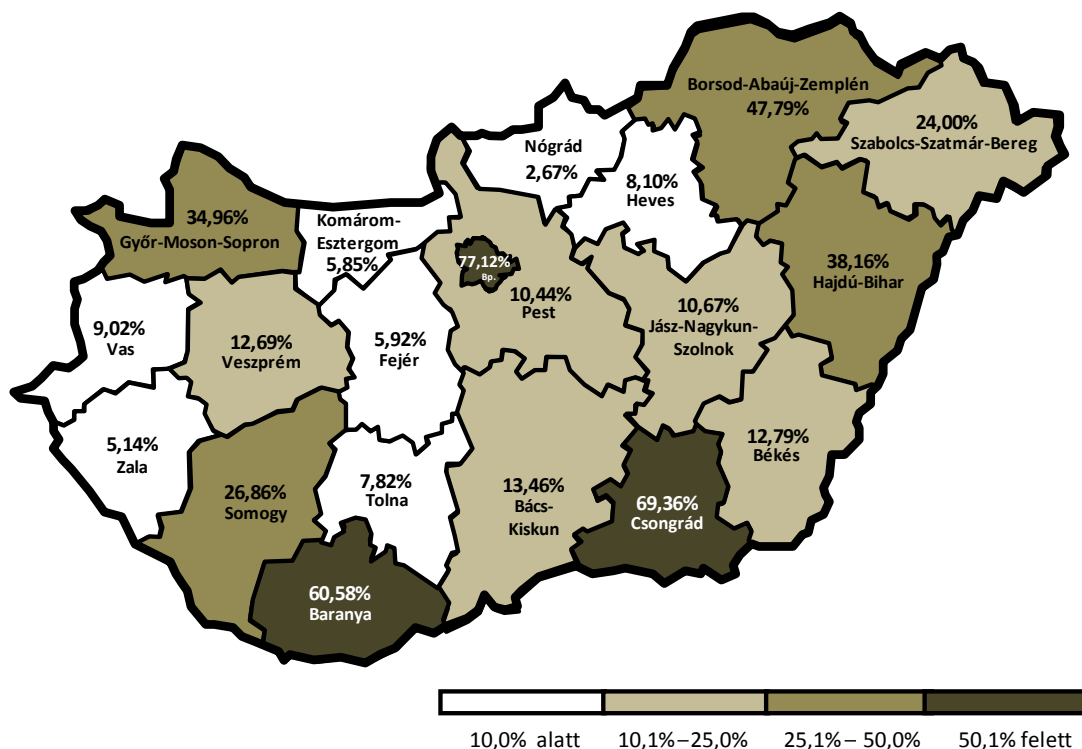 Borsod-Abaúj-Zemplén
47,79%
24,00%
Szabolcs-Szatmár-Bereg
Nógrád
2,67%
8,10%
Heves
34,96%
Győr-Moson-Sopron
Komárom-
Esztergom
5,85%
77,12%
Bp.
10,44%
Pest
10,67%
Jász-Nagykun-
Szolnok
38,16%
Hajdú-Bihar
9,02%
Vas
12,69%
Veszprém
5,92%
Fejér
5,14%
Zala
26,86%
Somogy
7,82%
Tolna
13,46%
Bács-
Kiskun
69,36%
Csongrád
12,79%
Békés
60,58%
Baranya
10,0% alatt
10,1%–25,0%
25,1%– 50,0%
50,1% felett